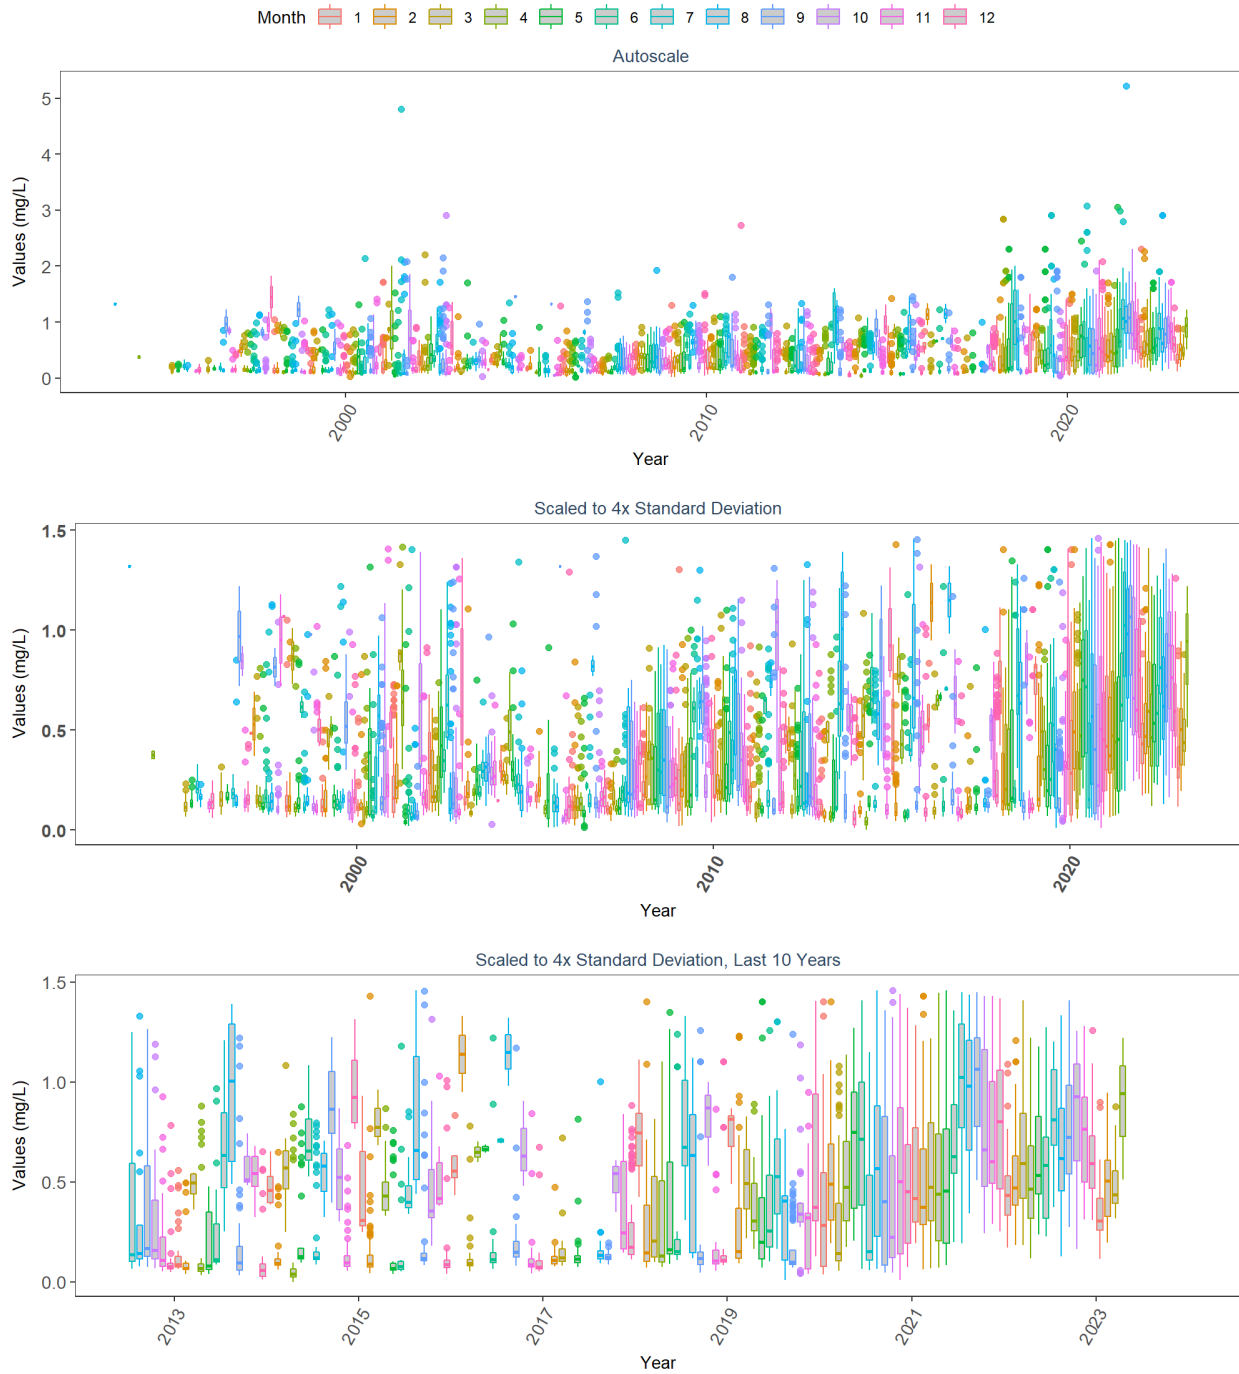 Month 1 2 3 4 5 6 7 8 9 10 11 12
Autoscale
Values (mg/L)
5
4
3
2
1
0
2000 2010 2020
Year
Scaled to 4x Standard Deviation
Values (mg/L)
1.5
1.0
0.5
0.0
2000 2010 2020
Year
Scaled to 4x Standard Deviation, Last 10 Years
Values (mg/L)
1.5
1.0
0.5
0.0
2013 2015 2017 2019 2021 2023
Year